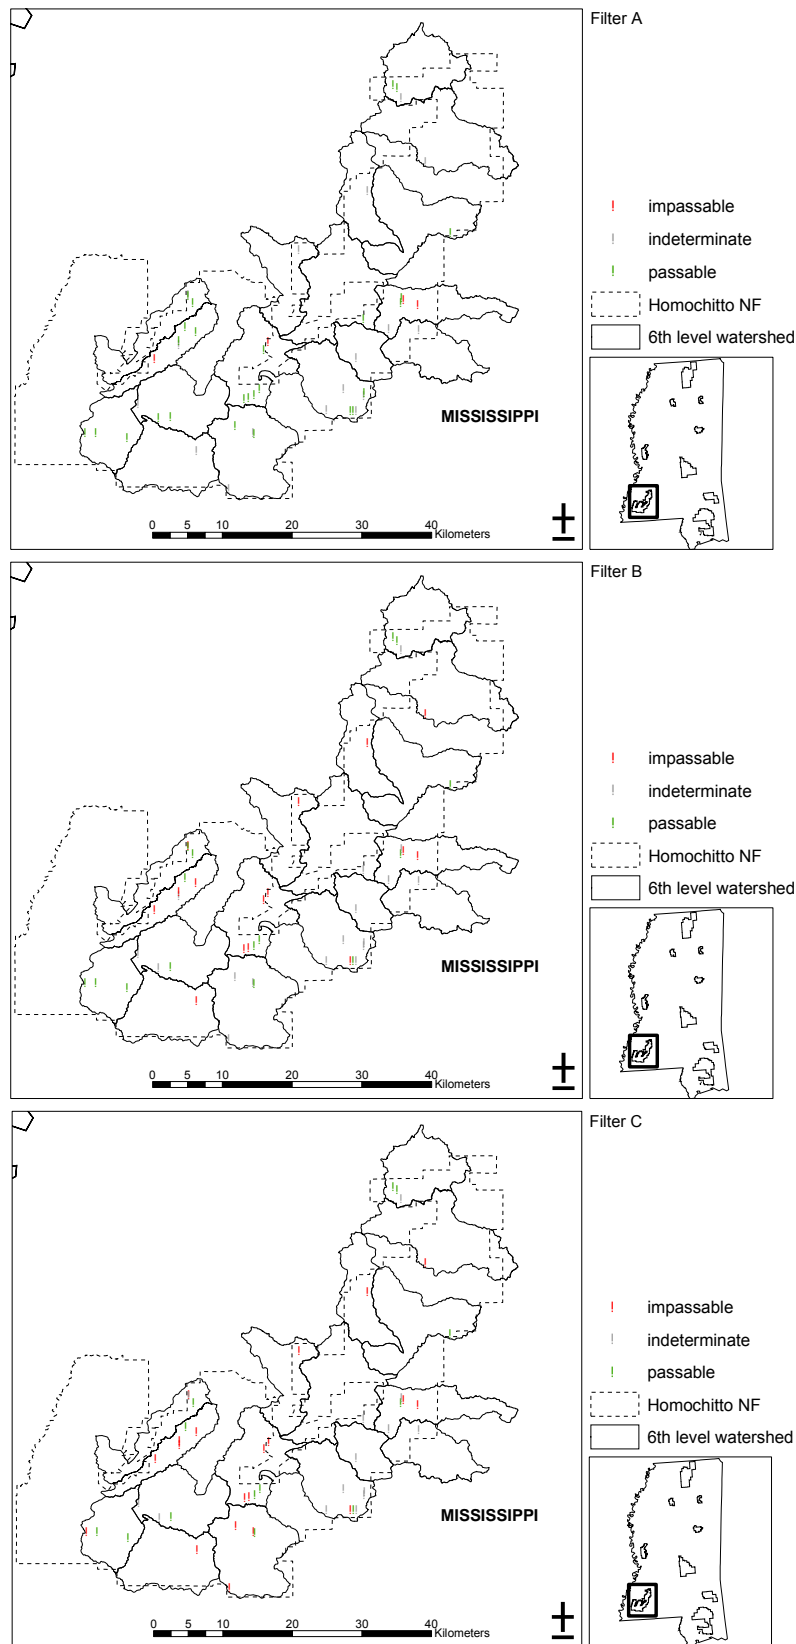 Filter A
impassable
indeterminate
passable
Homochitto NF
6th level watershed
MISSISSIPPI
0 5 10 20 30 40
Kilometers
Filter B
impassable
indeterminate
passable
Homochitto NF
6th level watershed
MISSISSIPPI
0 5 10 20 30 40
Kilometers
Filter C
impassable
indeterminate
passable
Homochitto NF
6th level watershed
MISSISSIPPI
0 5 10 20 30 40
Kilometers